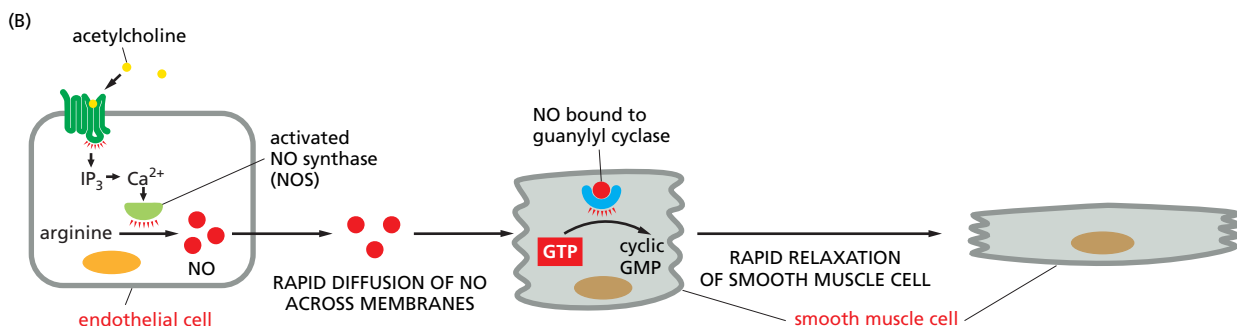 (B)
acetylcholine
activated
NO synthase
(NOS)
IP3
Ca2+
arginine
NO
endothelial cell
RAPID DIFFUSION OF NO
ACROSS MEMBRANES
NO bound to
guanylyl cyclase
GTP
cyclic
GMP
RAPID RELAXATION
OF SMOOTH MUSCLE CELL
smooth muscle cell